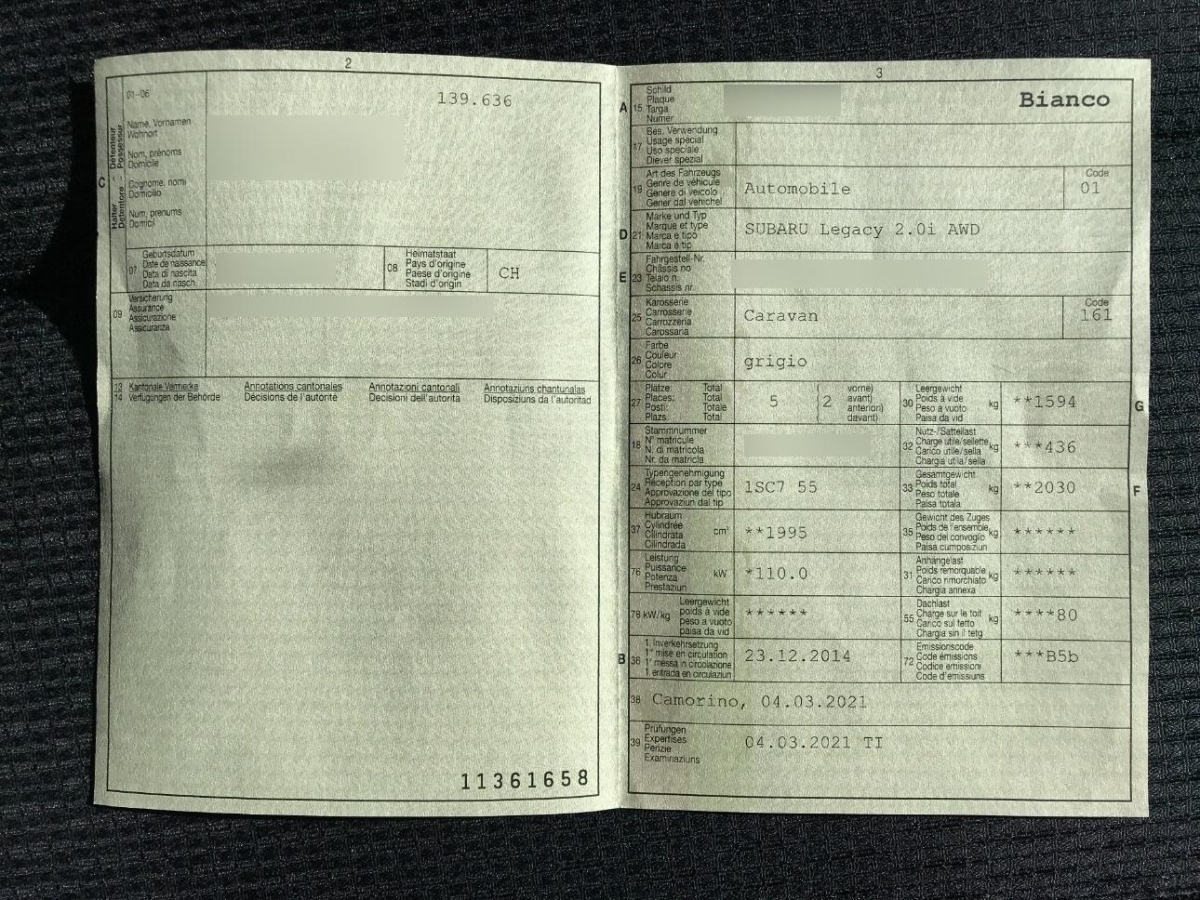 2
01-06
139.636
C
Halter - Détenteur
Detentore - Possessur
Name, Vornamen
Wohnort
Nom, prénoms
Domicile
Cognome, nomi
Domicilio
Num, prenums
Domicil
07
Geburtsdatum
Date de naissance
Data di nascita
Data da nasch.
08
Heimatstaat
Pays d'origine
Paese d'origine
Stadi d'origin
CH
09
Versicherung
Assurance
Assicurazione
Assicuranza
13 Kantonale Vermerke Annotations cantonales Annotazioni cantonali Annotaziuns chantunalas
14 Verfügungen der Behörde Décisions de l'autorité Decisioni dell'autorità Disposiziuns da l'autoritad
11361658
3
A
15
Schild
Plaque
Targa
Numer
Bianco
17
Bes. Verwendung
Usage spécial
Uso speciale
Diever spezial
19
Art des Fahrzeugs
Genre de véhicule
Genere di veicolo
Gener dal vehichel
Automobile
Code
01
D
21
Marke und Typ
Marque et type
Marca e tipo
Marca e tip
SUBARU Legacy 2.0i AWD
E
23
Fahrgestell-Nr.
Châssis no
Telaio n.
Schassis nr.
25
Karosserie
Carrosserie
Carrozzeria
Carossaria
Caravan
Code
161
26
Farbe
Couleur
Colore
Colur
grigio
27
Plätze: Total
Places: Total
Posti: Totale
Plazs: Total
5
( vorne)
2 avant)
( anteriori)
( davant)
30
Leergewicht
Poids à vide
Peso a vuoto
Paisa da vid
kg
**1594
G
18
Stammnummer
N° matricule
N. di matricola
Nr. da matricla
32
Nutz-/Sattellast
Charge utile/sellette
Carico utile/sella
Chargia utila/sella
kg
***436
24
Typengenehmigung
Réception par type
Approvazione del tipo
Approvaziun dal tip
1SC7 55
33
Gesamtgewicht
Poids total
Peso totale
Paisa totala
kg
**2030
F
37
Hubraum
Cylindrée
Cilindrata
Cilindrada
cm³
**1995
35
Gewicht des Zuges
Poids de l'ensemble
Peso del convoglio
Paisa cumposiziun
kg
******
76
Leistung
Puissance
Potenza
Prestaziun
kW
*110.0
31
Anhängelast
Poids remorquable
Carico rimorchiato
Chargia annexa
kg
******
78 kW/kg
Leergewicht
poids à vide
peso a vuoto
paisa da vid
******
55
Dachlast
Charge sur le toit
Carico sul tetto
Chargia sin il tetg
kg
****80
B
36
1. Inverkehrsetzung
1re mise en circulation
1a messa in circolazione
1. entrada en circulaziun
23.12.2014
72
Emissionscode
Code émissions
Codice emissioni
Code d'emissiuns
***B5b
38
Camorino, 04.03.2021
39
Prüfungen
Expertises
Perizie
Examinaziuns
04.03.2021 TI